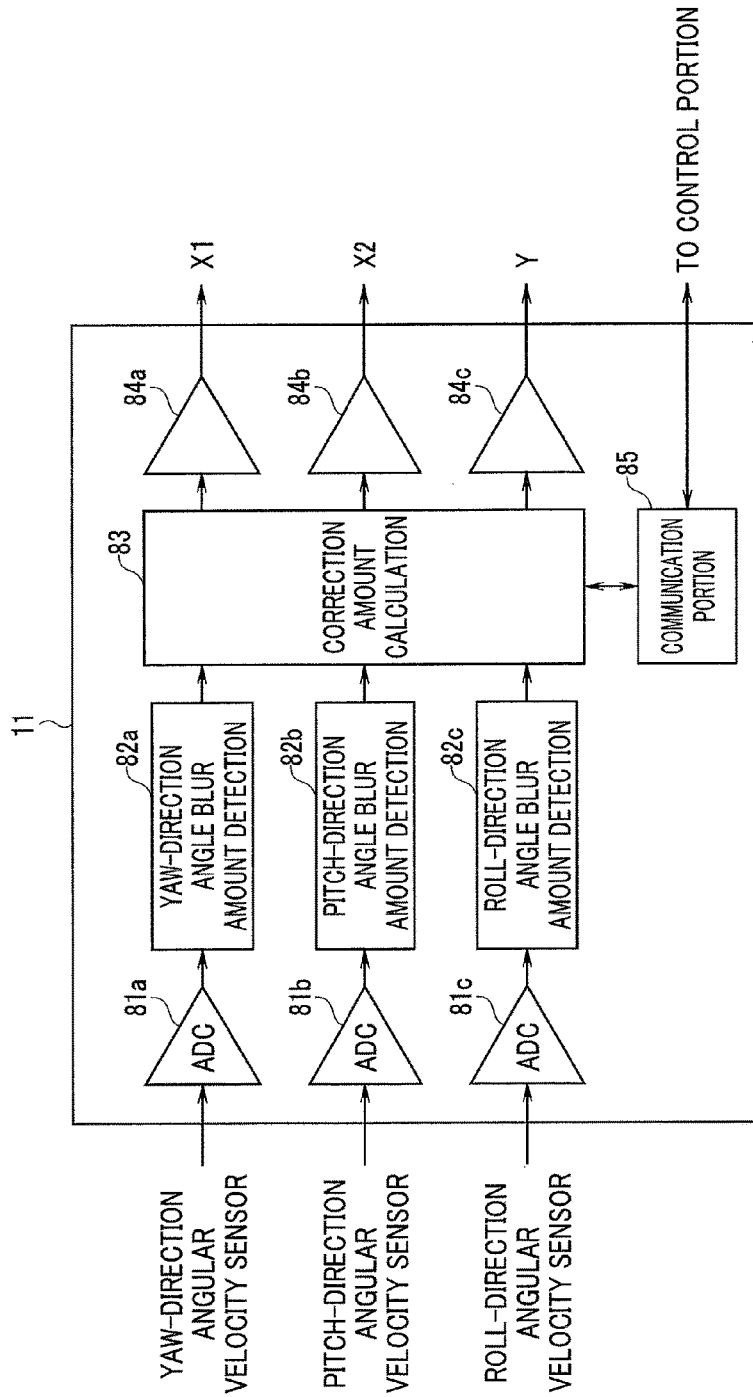 11
YAW-DIRECTION
ANGULAR
VELOCITY SENSOR
81a
ADC
82a
YAW-DIRECTION
ANGLE BLUR
AMOUNT DETECTION
83
CORRECTION
AMOUNT
CALCULATION
84a
X1
PITCH-DIRECTION
ANGULAR
VELOCITY SENSOR
81b
ADC
82b
PITCH-DIRECTION
ANGLE BLUR
AMOUNT DETECTION
84b
X2
ROLL-DIRECTION
ANGULAR
VELOCITY SENSOR
81c
ADC
82c
ROLL-DIRECTION
ANGLE BLUR
AMOUNT DETECTION
84c
Y
85
COMMUNICATION
PORTION
TO CONTROL PORTION